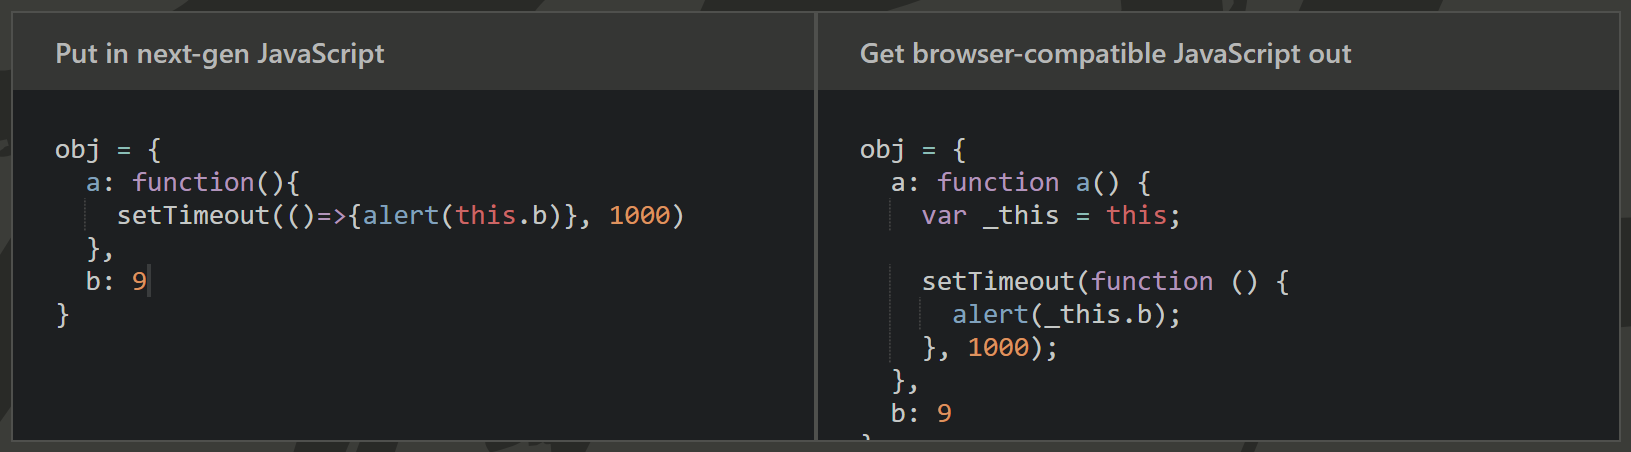 Put in next-gen JavaScript
obj = {
  a: function(){
    setTimeout(()=>{alert(this.b)}, 1000)
  },
  b: 9
}
Get browser-compatible JavaScript out
obj = {
  a: function a() {
    var _this = this;

    setTimeout(function () {
      alert(_this.b);
    }, 1000);
  },
  b: 9